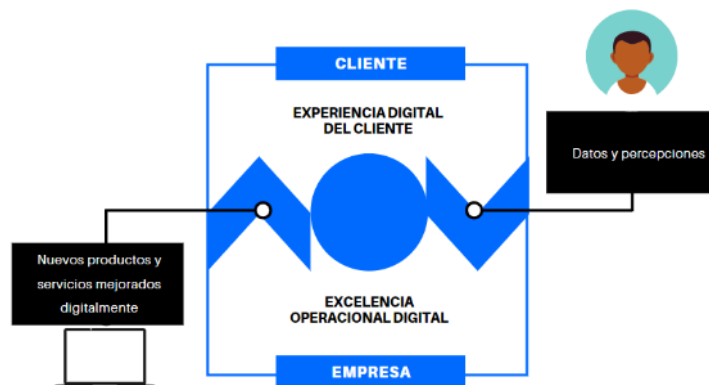 CLIENTE
EXPERIENCIA DIGITAL
DEL CLIENTE
Datos y percepciones
Nuevos productos y
servicios mejorados
digitalmente
EXCELENCIA
OPERACIONAL DIGITAL
EMPRESA